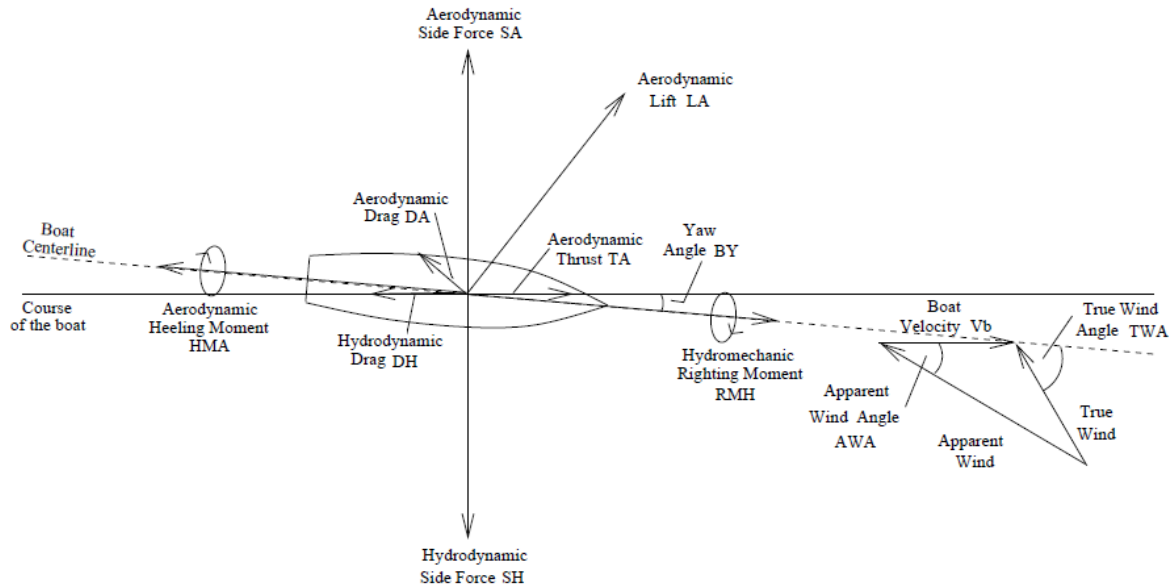 Aerodynamic
Side Force SA
Aerodynamic
Lift LA
Aerodynamic
Drag DA
Boat
Centerline
Aerodynamic
Thrust TA
Yaw
Angle BY
Course
of the boat
Aerodynamic
Heeling Moment
HMA
Hydrodynamic
Drag DH
Hydromechanic
Righting Moment
RMH
Boat
Velocity Vb
True Wind
Angle TWA
Apparent
Wind Angle
AWA
Apparent
Wind
True
Wind
Hydrodynamic
Side Force SH